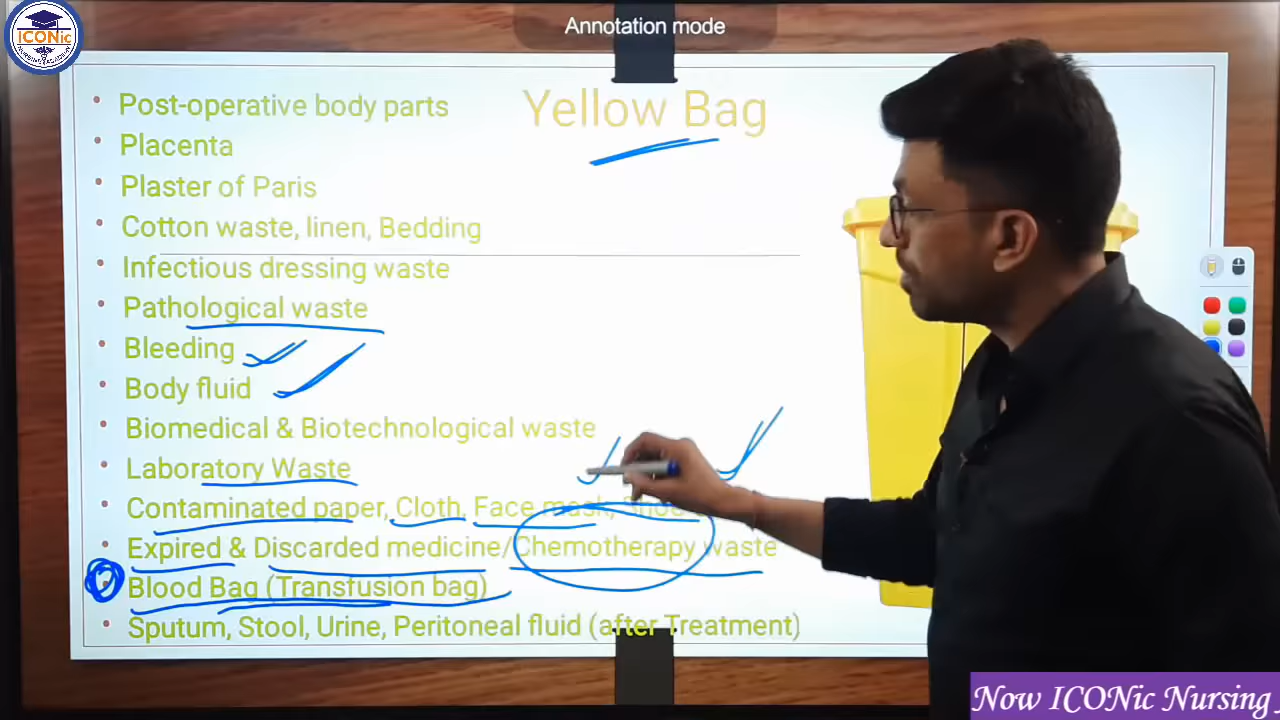 Annotation mode
ICONic
Yellow Bag
Post-operative body parts
Placenta
Plaster of Paris
Cotton waste, linen, Bedding
Infectious dressing waste
Pathological waste
Bleeding
Body fluid
Biomedical & Biotechnological waste
Laboratory Waste
Contaminated paper, Cloth, Face mask,
Expired & Discarded medicine/Chemotherapy waste
Blood Bag (Transfusion bag)
Sputum, Stool, Urine, Peritoneal fluid (after Treatment)
Now ICONic Nursing